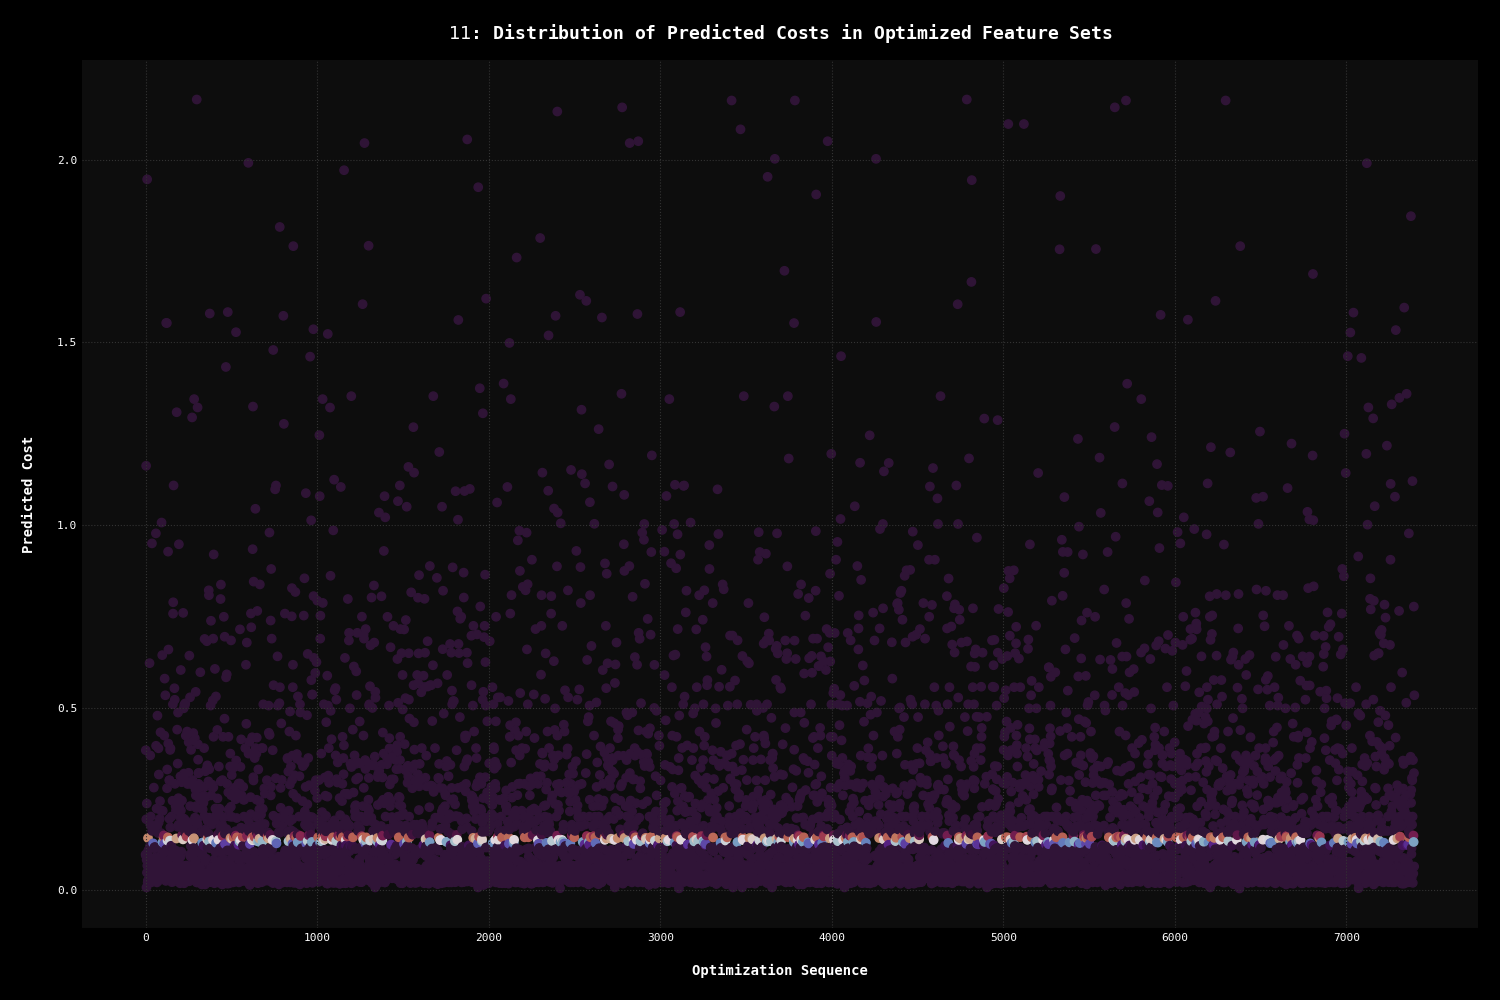 11: Distribution of Predicted Costs in Optimized Feature Sets
2.0
1.5
1.0
0.5
0.0
Predicted Cost
0 1000 2000 3000 4000 5000 6000 7000
Optimization Sequence